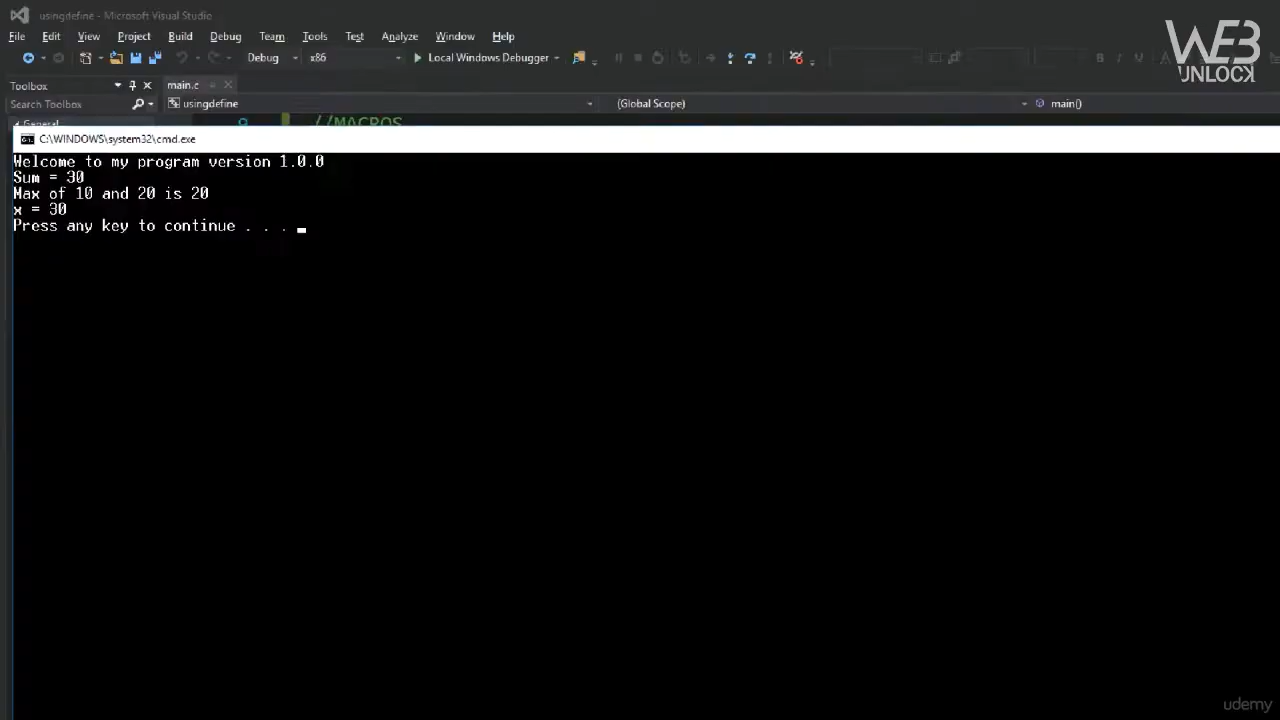 usingdefine - Microsoft Visual Studio
File Edit View Project Build Debug Team Tools Test Analyze Window Help
Debug x86 Local Windows Debugger
Toolbox main.c
Search Toolbox usingdefine (Global Scope) main()
General 9 //MACROS
C:\WINDOWS\system32\cmd.exe
Welcome to my program version 1.0.0
Sum = 30
Max of 10 and 20 is 20
x = 30
Press any key to continue . . .
WEB
UNLOCK
udemy